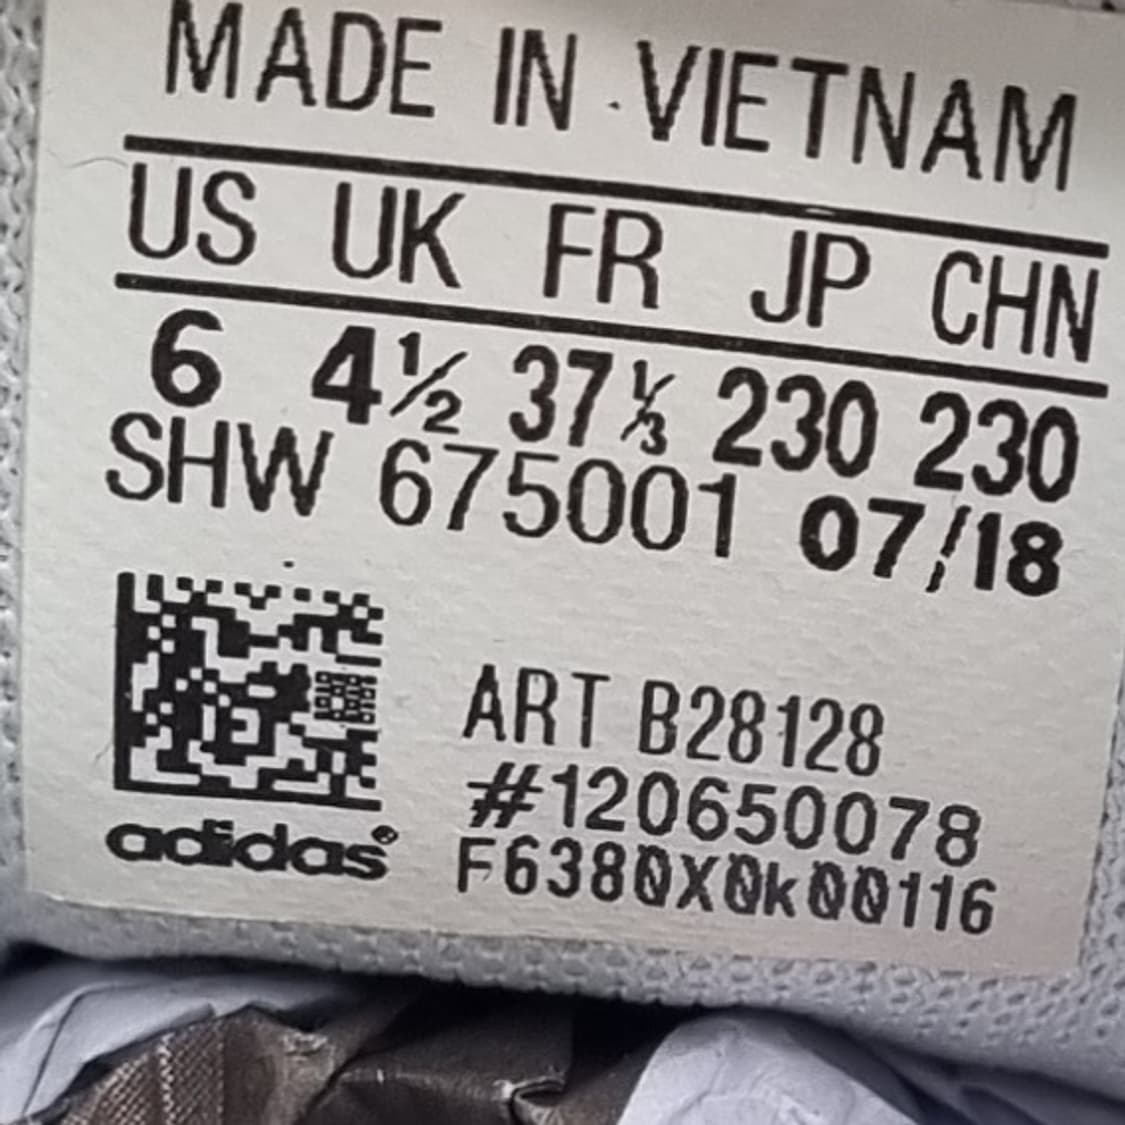 MADE IN VIETNAM
US UK FR JP CHN
6 4½ 37⅓ 230 230
SHW 675001 07/18
ART B28128
#120650078
adidas®
F6380X0k00116